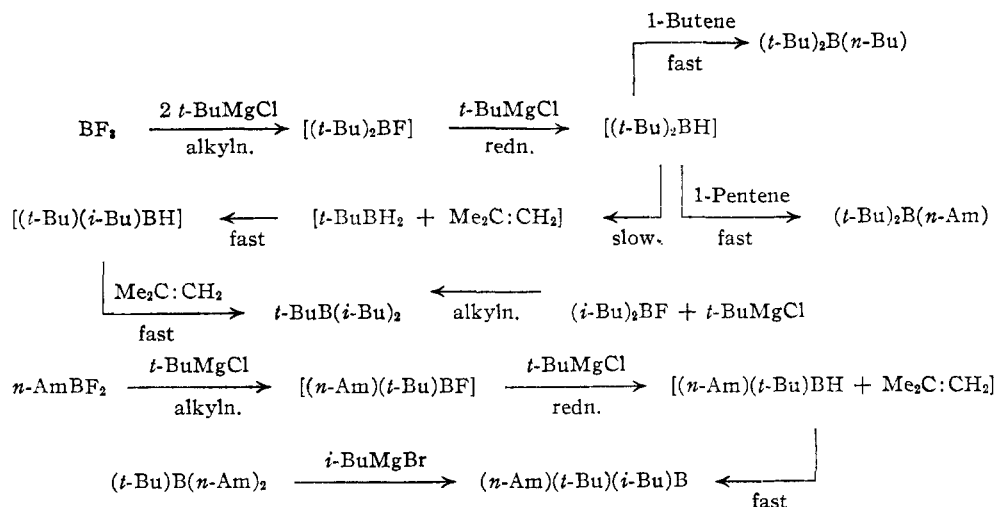 1-Butene
BF₃ 2 t-BuMgCl alkyln. [(t-Bu)₂BF] t-BuMgCl redn. [(t-Bu)₂BH] fast (t-Bu)₂B(n-Bu)
[(t-Bu)(i-Bu)BH] fast [t-BuBH₂ + Me₂C:CH₂] slow. 1-Pentene fast (t-Bu)₂B(n-Am)
Me₂C:CH₂ fast t-BuB(i-Bu)₂ alkyln. (i-Bu)₂BF + t-BuMgCl
n-AmBF₂ t-BuMgCl alkyln. [(n-Am)(t-Bu)BF] t-BuMgCl redn. [(n-Am)(t-Bu)BH + Me₂C:CH₂]
(t-Bu)B(n-Am)₂ i-BuMgBr (n-Am)(t-Bu)(i-Bu)B fast